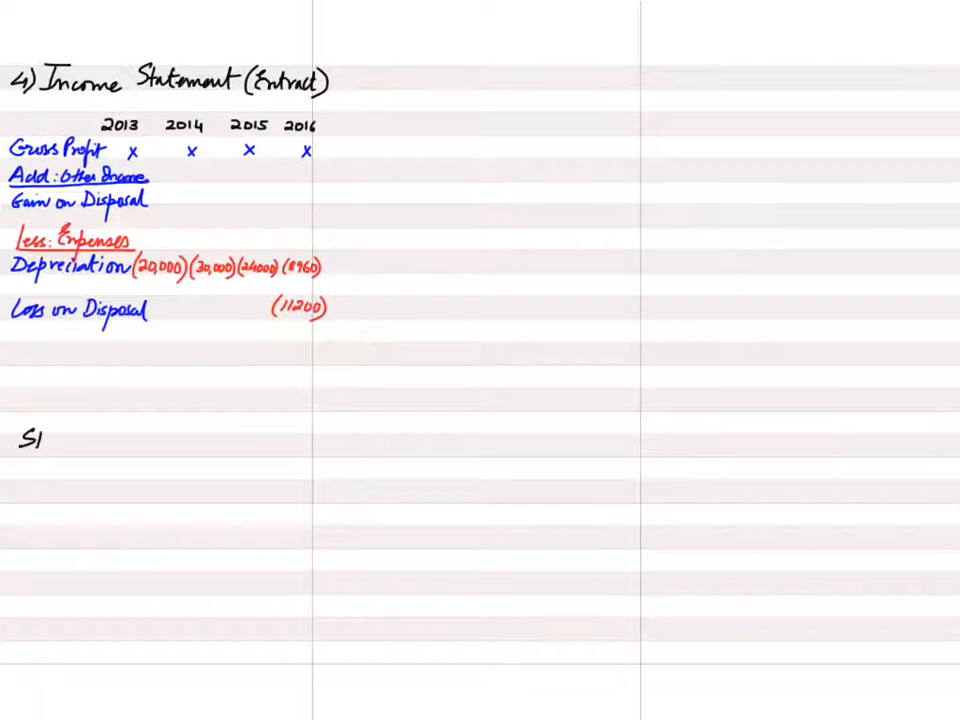 4) Income Statement (Extract)
2013 2014 2015 2016
Gross Profit x x x x
Add: Other Income
Gain on Disposal
Less: Expenses
Depreciation (20,000) (30,000) (24000) (8960)
Loss on Disposal (11200)
SI